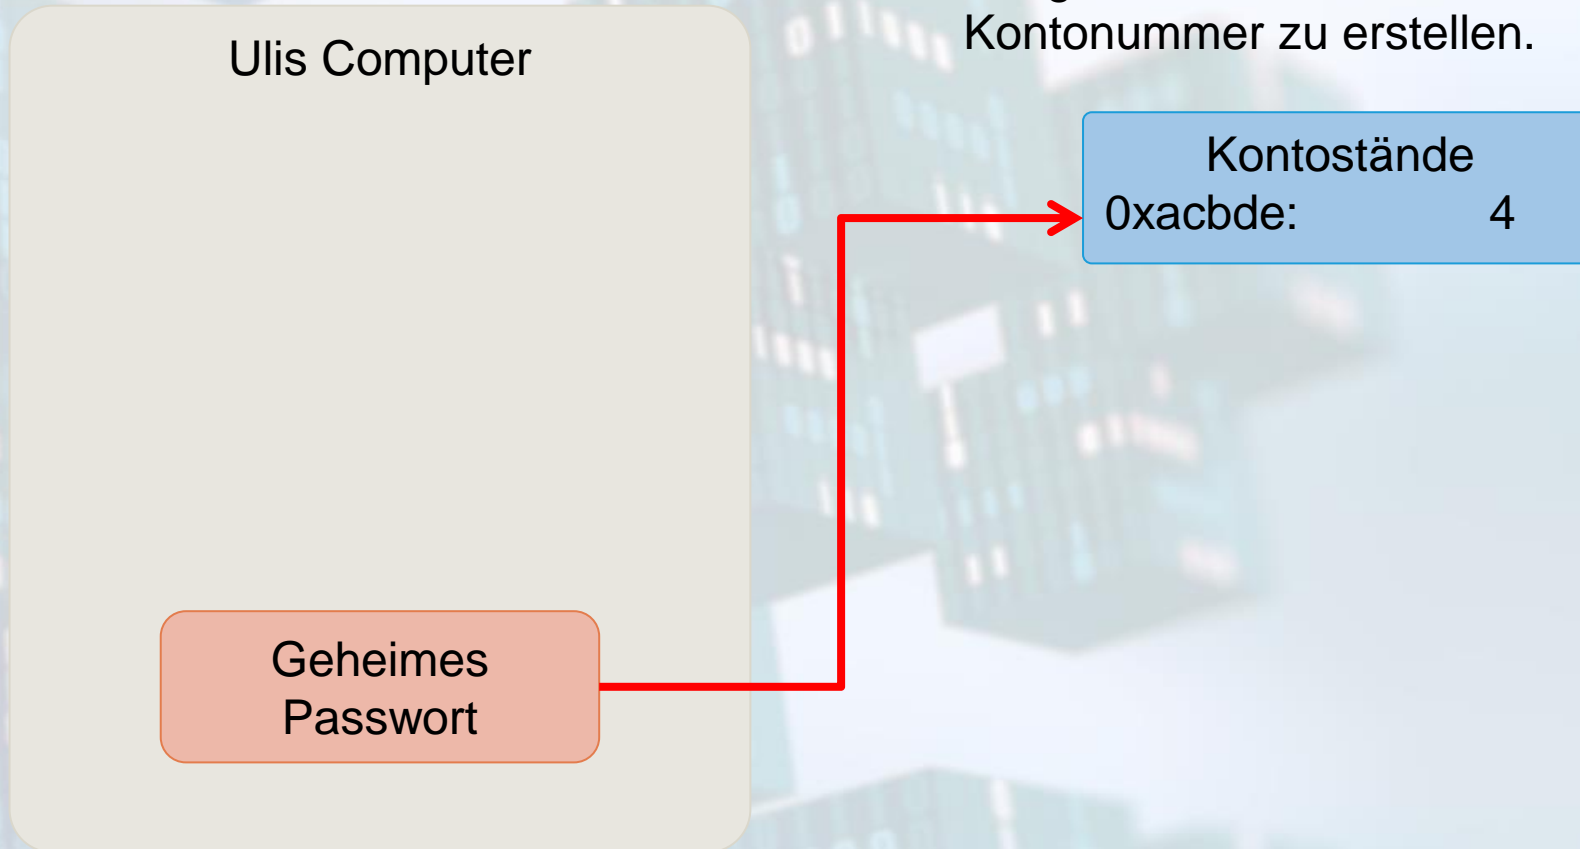 Kontonummer zu erstellen.
Ulis Computer
Kontostände
0xacbde: 4
Geheimes
Passwort